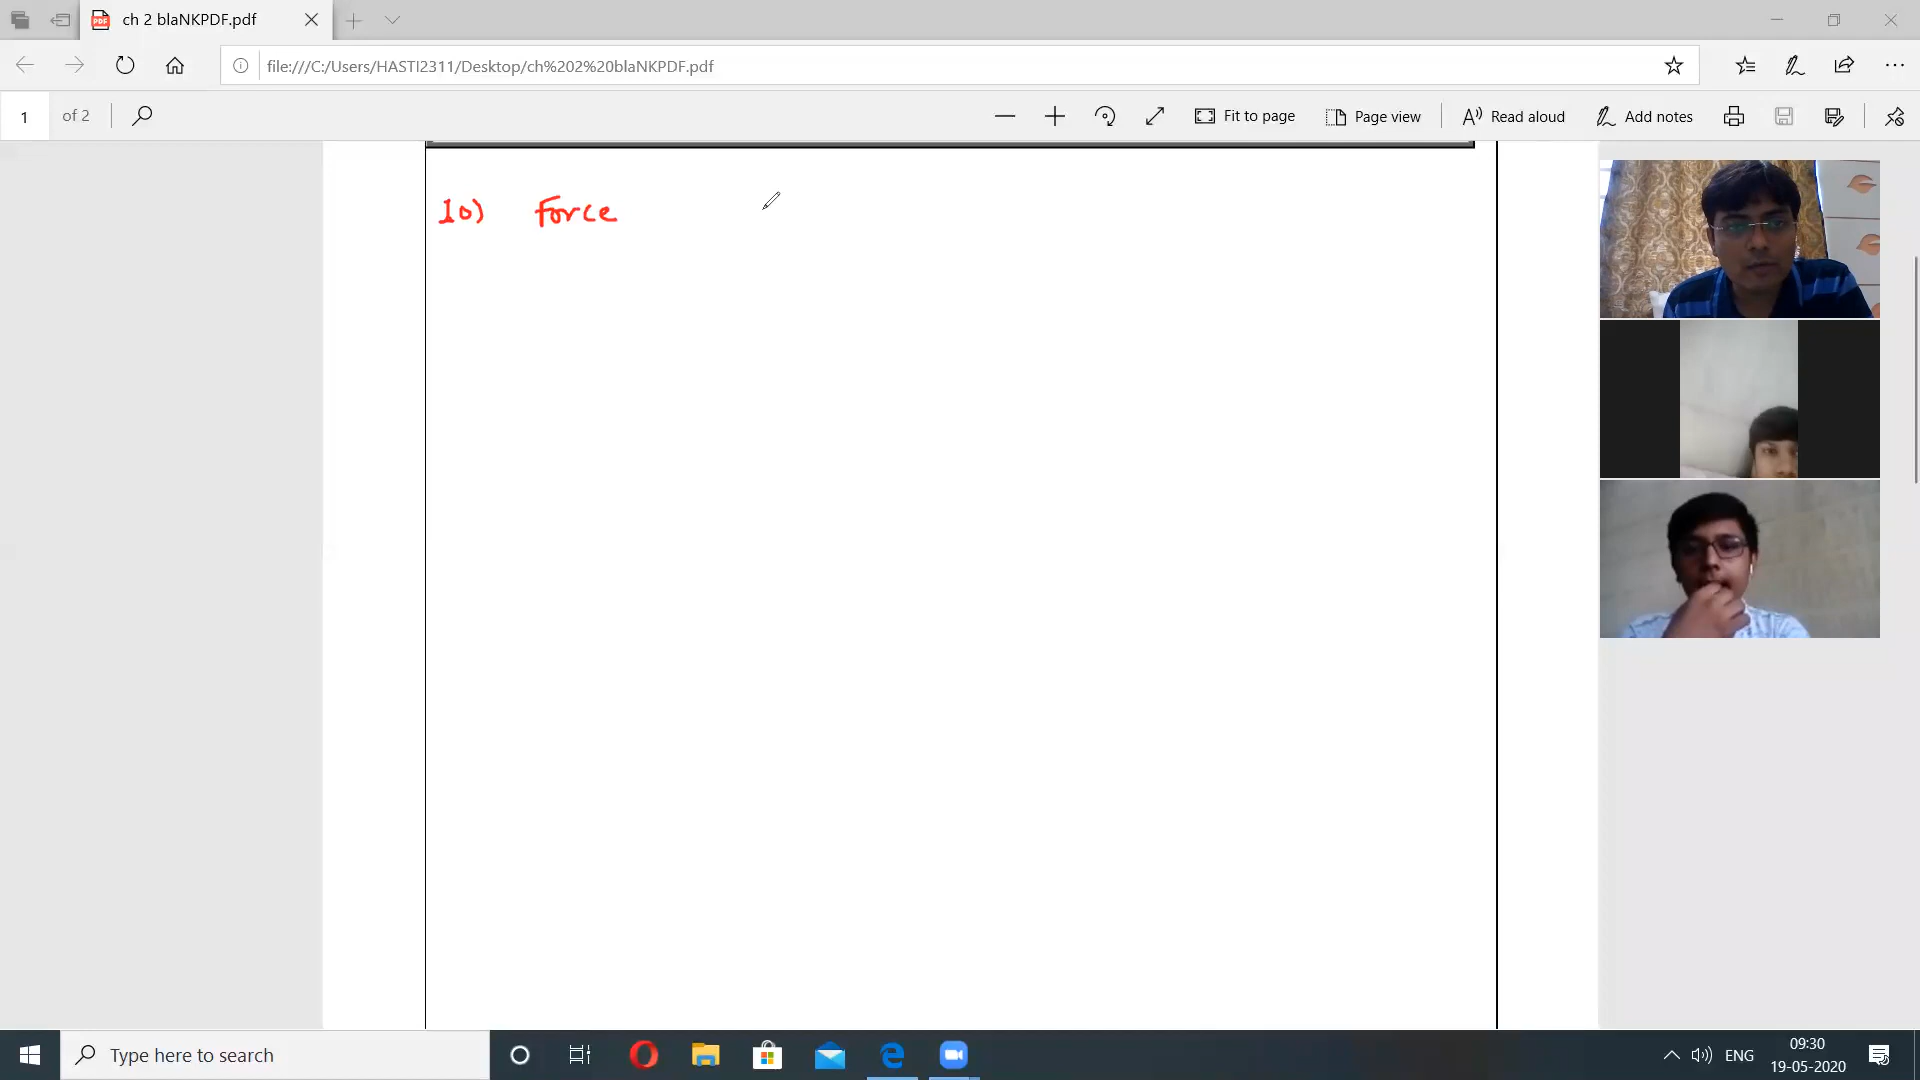 ch 2 blaNKPDF.pdf
file:///C:/Users/HASTI2311/Desktop/ch%202%20blaNKPDF.pdf
1 of 2
Fit to page
Page view
Read aloud
Add notes
10) Force
Type here to search
ENG
09:30
19-05-2020